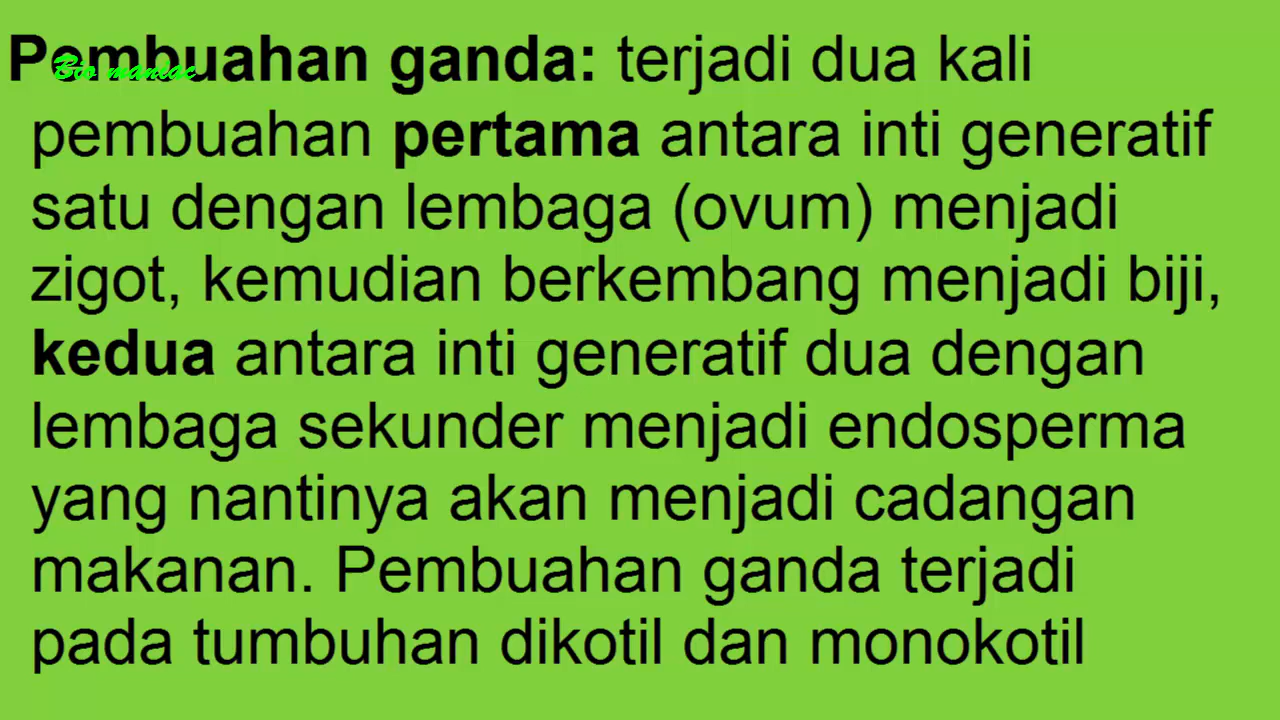 Pembuahan ganda: terjadi dua kali
Bio maniac
pembuahan pertama antara inti generatif
satu dengan lembaga (ovum) menjadi
zigot, kemudian berkembang menjadi biji,
kedua antara inti generatif dua dengan
lembaga sekunder menjadi endosperma
yang nantinya akan menjadi cadangan
makanan. Pembuahan ganda terjadi
pada tumbuhan dikotil dan monokotil